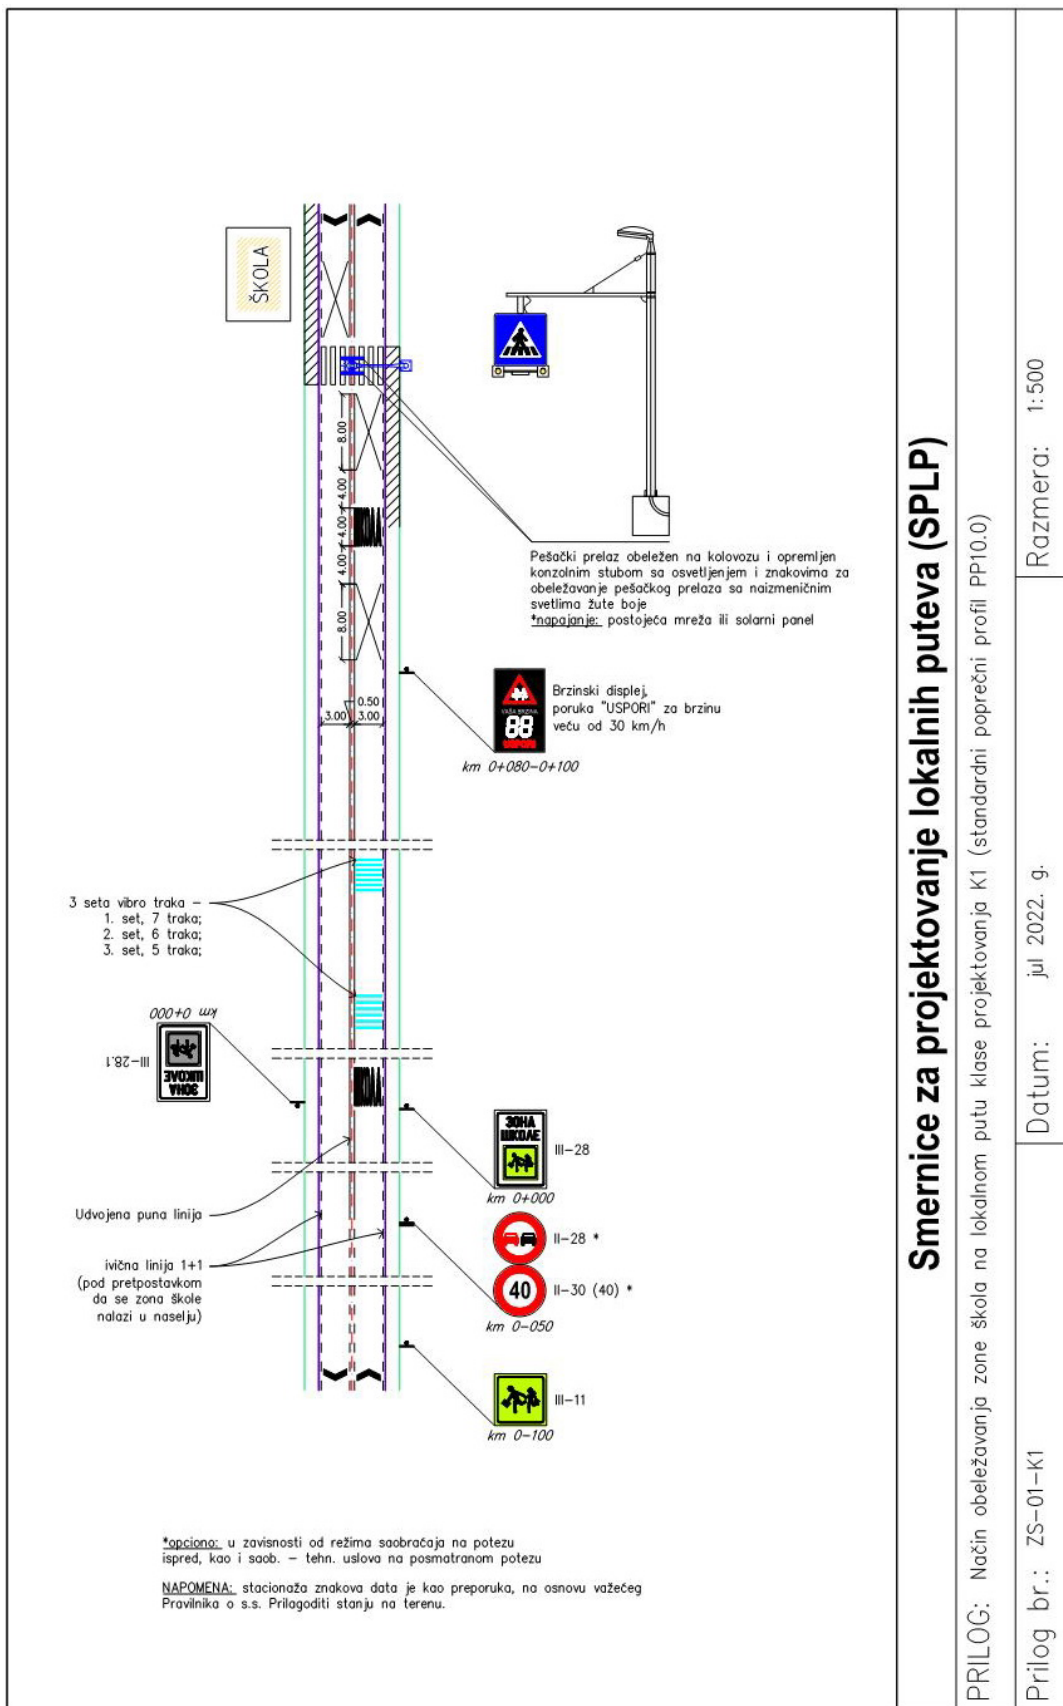 ŠKOLA
8.00
4.00
4.00
4.00
8.00
0.50
3.00
3.00
Pešački prelaz obeležen na kolovozu i opremljen
konzolnim stubom sa osvetljenjem i znakovima za
obeležavanje pešačkog prelaza sa naizmeničnim
svetlima žute boje
*napajanje: postojeća mreža ili solarni panel
VAŠA BRZINA
88
USPORI
Brzinski displej,
poruka "USPORI" za brzinu
veću od 30 km/h
km 0+080-0+100
3 seta vibro traka -
1. set, 7 traka;
2. set, 6 traka;
3. set, 5 traka;
km 0+000
III-28.1
ЗОНА
ШКОЛЕ
ЗОНА
ШКОЛЕ
III-28
km 0+000
Udvojena puna linija
II-28 *
ivična linija 1+1
(pod pretpostavkom
da se zona škole
nalazi u naselju)
40
II-30 (40) *
km 0-050
III-11
km 0-100
*opciono: u zavisnosti od režima saobračaja na potezu
ispred, kao i saob. - tehn. uslova na posmatranom potezu
NAPOMENA: stacionaža znakova data je kao preporuka, na osnovu važećeg
Pravilnika o s.s. Prilagoditi stanju na terenu.
Smernice za projektovanje lokalnih puteva (SPLP)
PRILOG: Način obeležavanja zone škola na lokalnom putu klase projektovanja K1 (standardni poprečni profil PP10.0)
Prilog br.: ZS-01-K1
Datum: jul 2022. g.
Razmera: 1:500